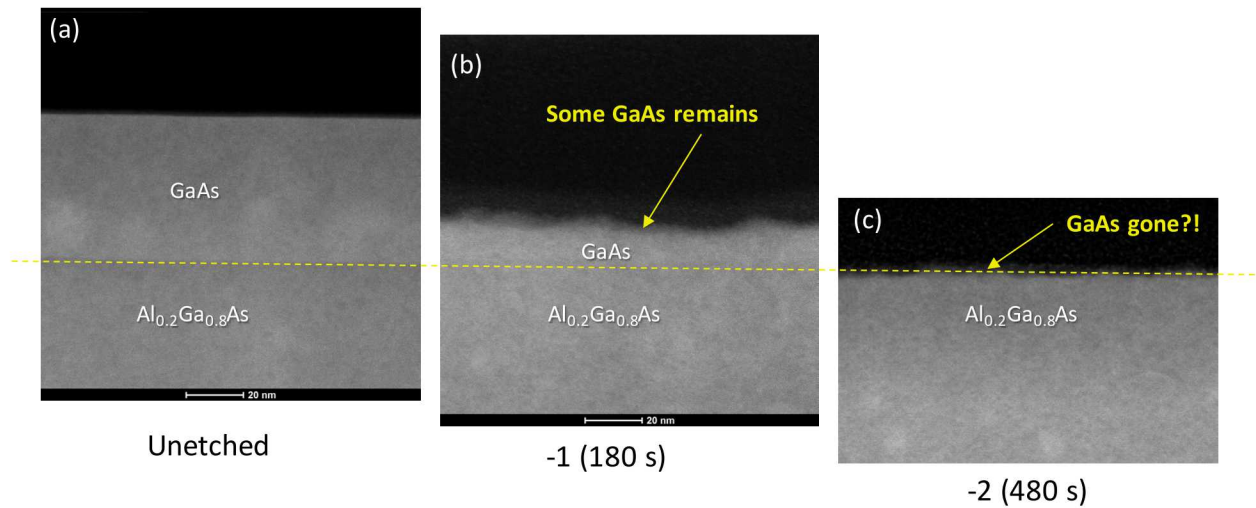 (a)
GaAs
Al₀.₂Ga₀.₈As
20 nm
Unetched
(b)
Some GaAs remains
GaAs
Al₀.₂Ga₀.₈As
20 nm
-1 (180 s)
(c)
GaAs gone?!
Al₀.₂Ga₀.₈As
-2 (480 s)